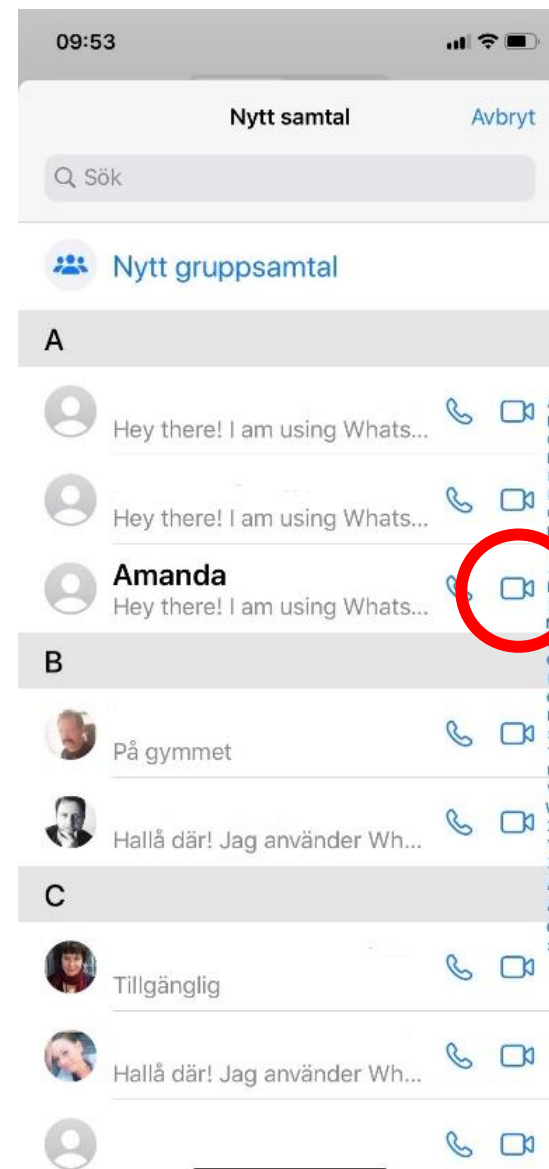 09:53
Nytt samtal
Avbryt
Sök
Nytt gruppsamtal
A
Hey there! I am using Whats...
Hey there! I am using Whats...
Amanda
Hey there! I am using Whats...
B
På gymmet
Hallå där! Jag använder Wh...
C
Tillgänglig
Hallå där! Jag använder Wh...